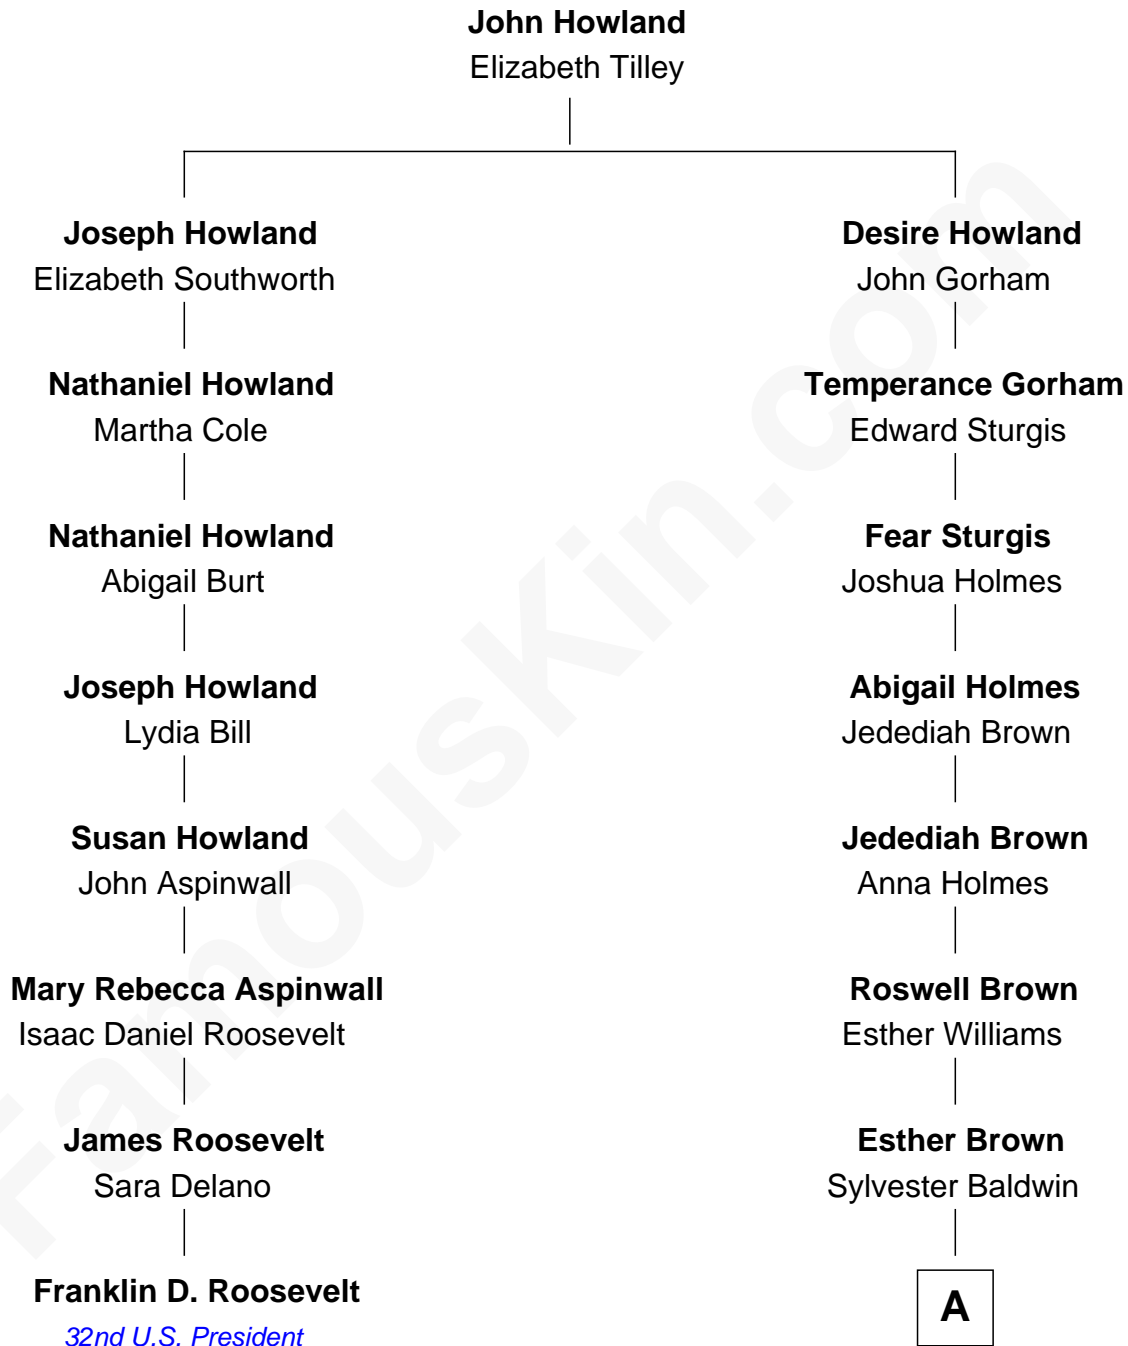 John Howland
Elizabeth Tilley
Joseph Howland
Elizabeth Southworth
Desire Howland
John Gorham
Nathaniel Howland
Martha Cole
Temperance Gorham
Edward Sturgis
Nathaniel Howland
Abigail Burt
Fear Sturgis
Joshua Holmes
Joseph Howland
Lydia Bill
Abigail Holmes
Jedediah Brown
Susan Howland
John Aspinwall
Jedediah Brown
Anna Holmes
Mary Rebecca Aspinwall
Isaac Daniel Roosevelt
Roswell Brown
Esther Williams
James Roosevelt
Sara Delano
Esther Brown
Sylvester Baldwin
Franklin D. Roosevelt
32nd U.S. President
A
FamousKin.com